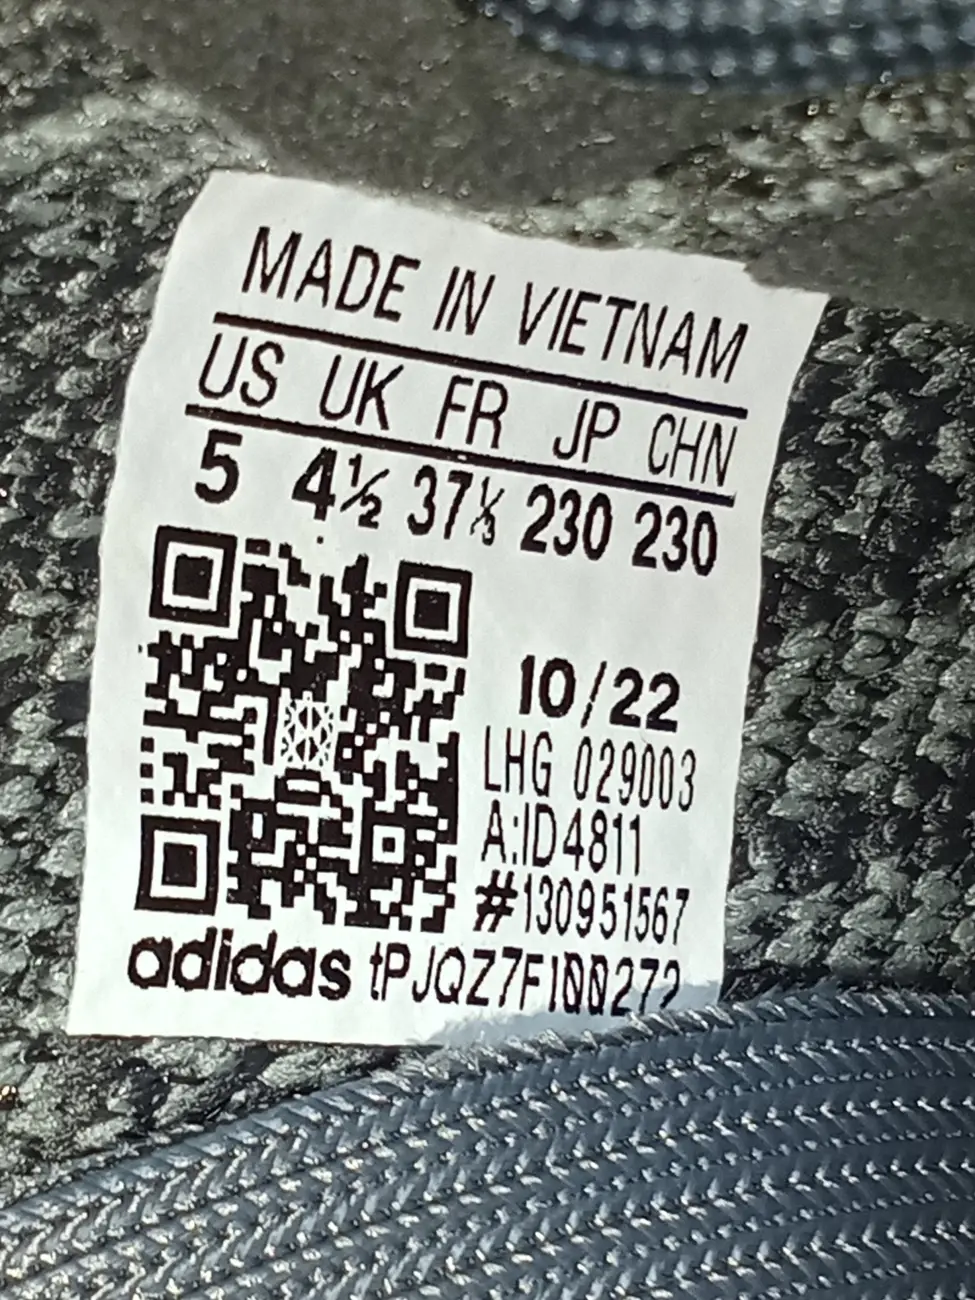 MADE IN VIETNAM
US UK FR JP CHN
5 4½ 37⅓ 230 230
10/22
LHG 029003
A:ID4811
#130951567
adidas tPJQZ7F100272